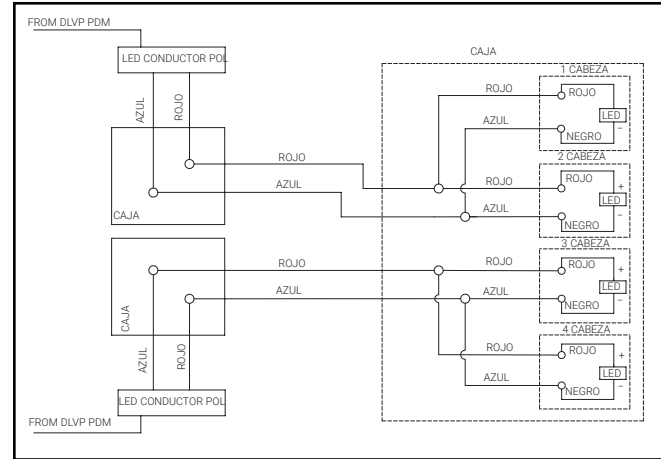 FROM DLVP PDM
LED CONDUCTOR POL
AZUL
ROJO
CAJA
ROJO
AZUL
CAJA
1 CABEZA
ROJO
ROJO
LED
AZUL
NEGRO
–
2 CABEZA
ROJO
ROJO
+
LED
AZUL
NEGRO
–
3 CABEZA
ROJO
AZUL
ROJO
ROJO
+
LED
AZUL
NEGRO
–
4 CABEZA
ROJO
ROJO
+
LED
AZUL
NEGRO
–
CAJA
AZUL
ROJO
LED CONDUCTOR POL
FROM DLVP PDM